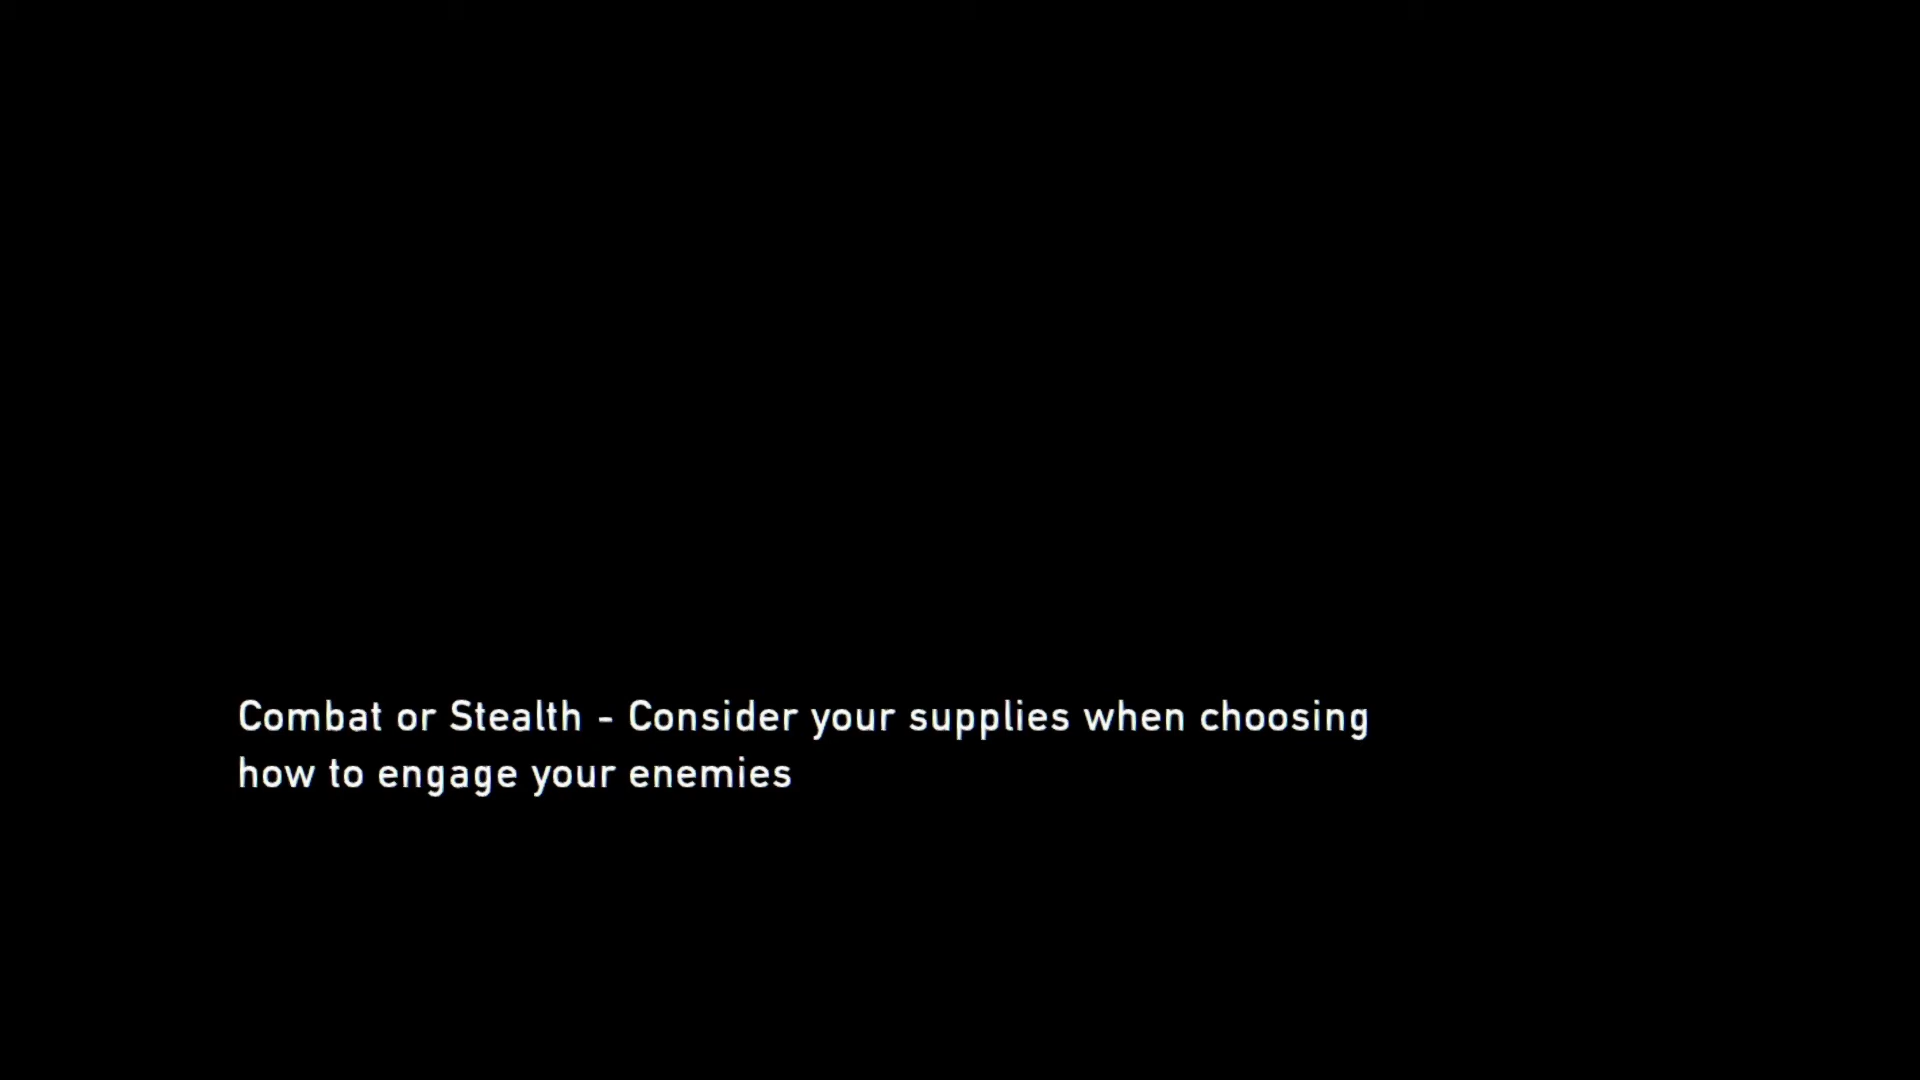 Combat or Stealth - Consider your supplies when choosing
how to engage your enemies